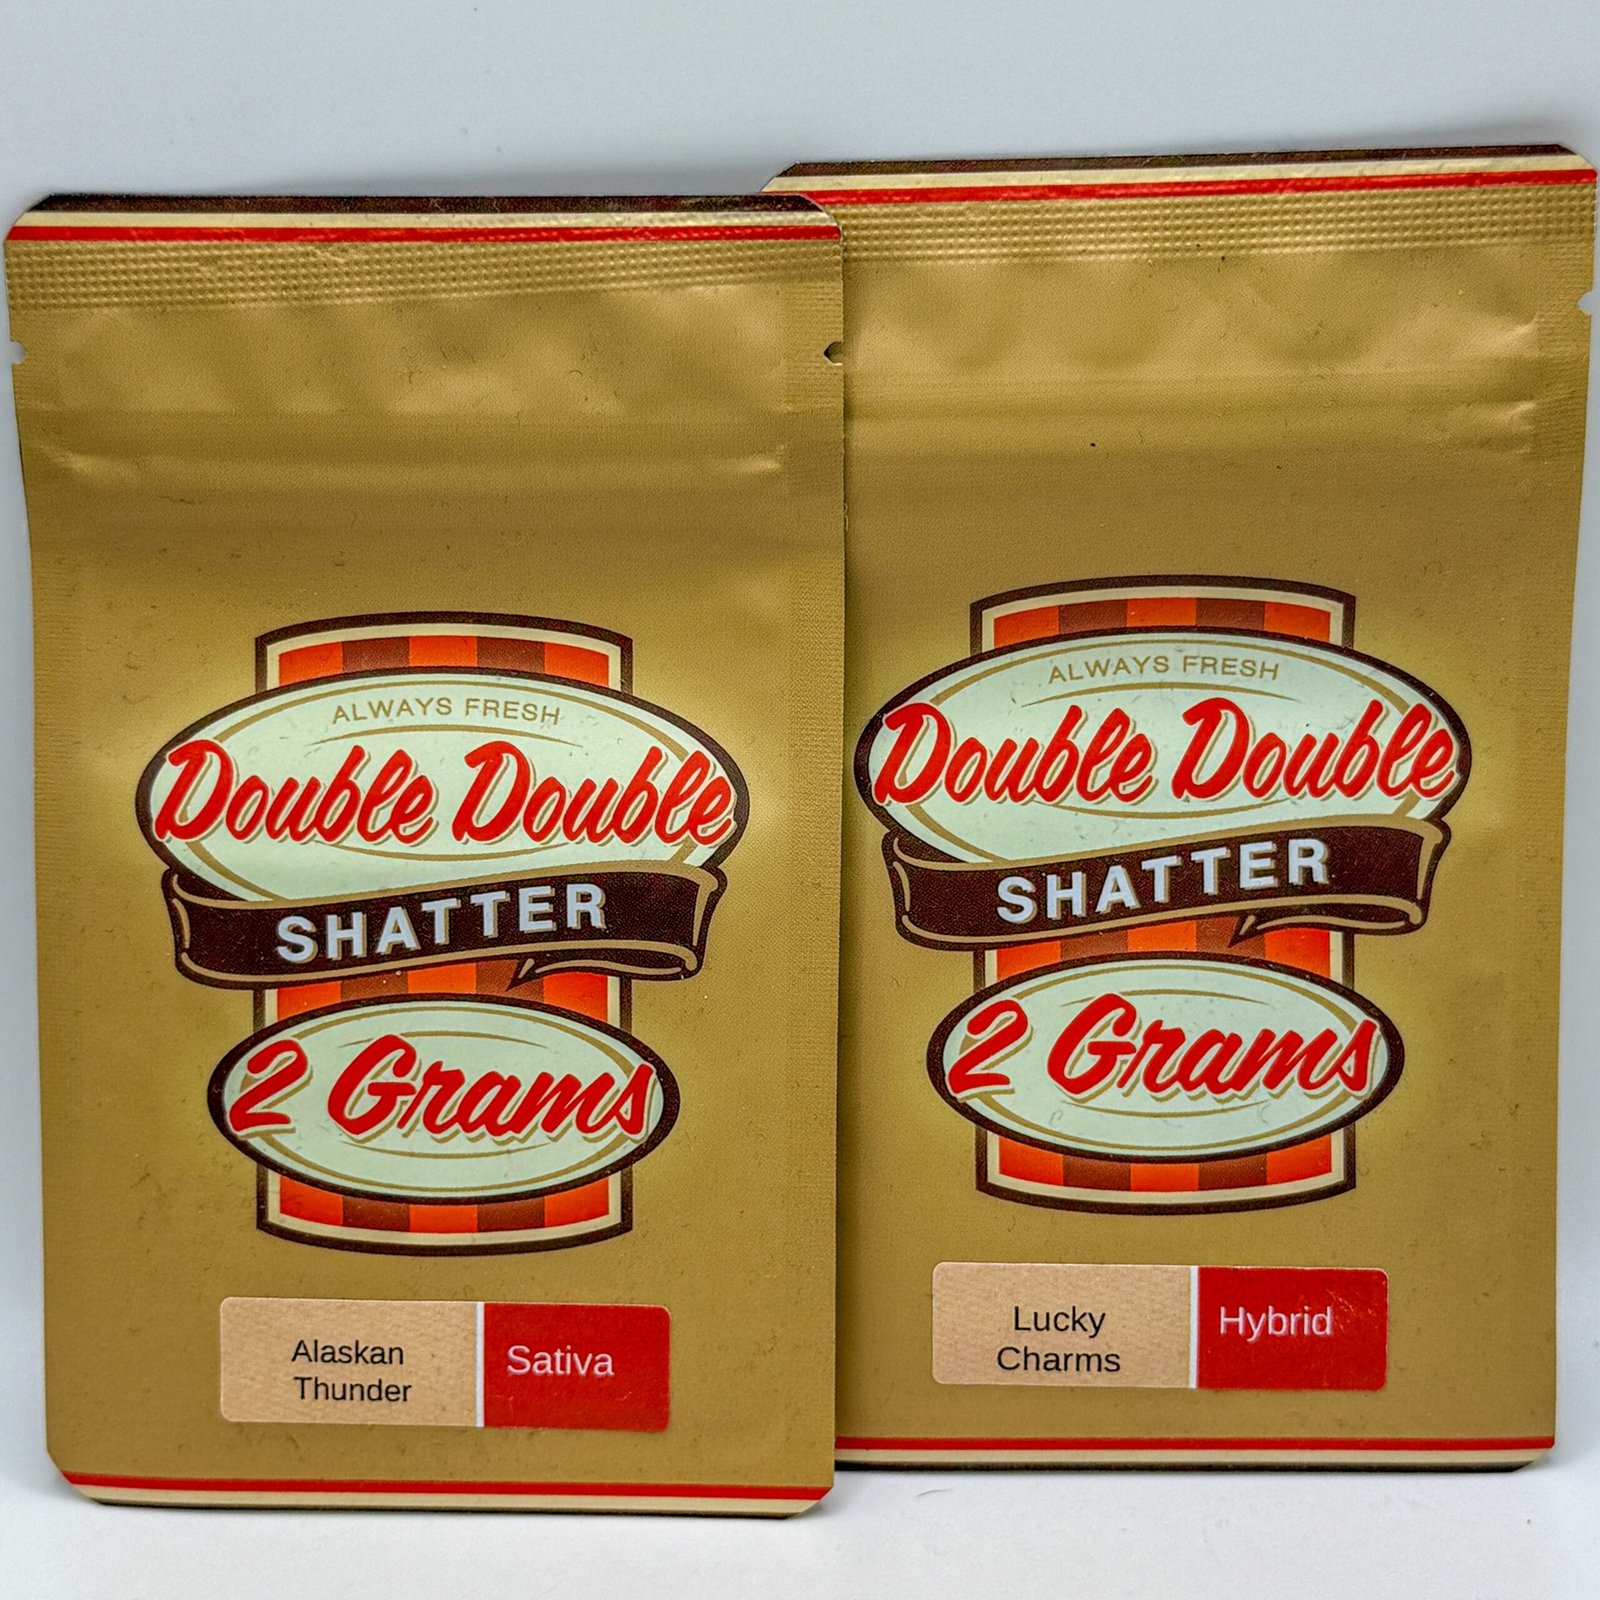 ALWAYS FRESH
Double Double
SHATTER
2 Grams
Alaskan
Thunder
Sativa
ALWAYS FRESH
Double Double
SHATTER
2 Grams
Lucky
Charms
Hybrid